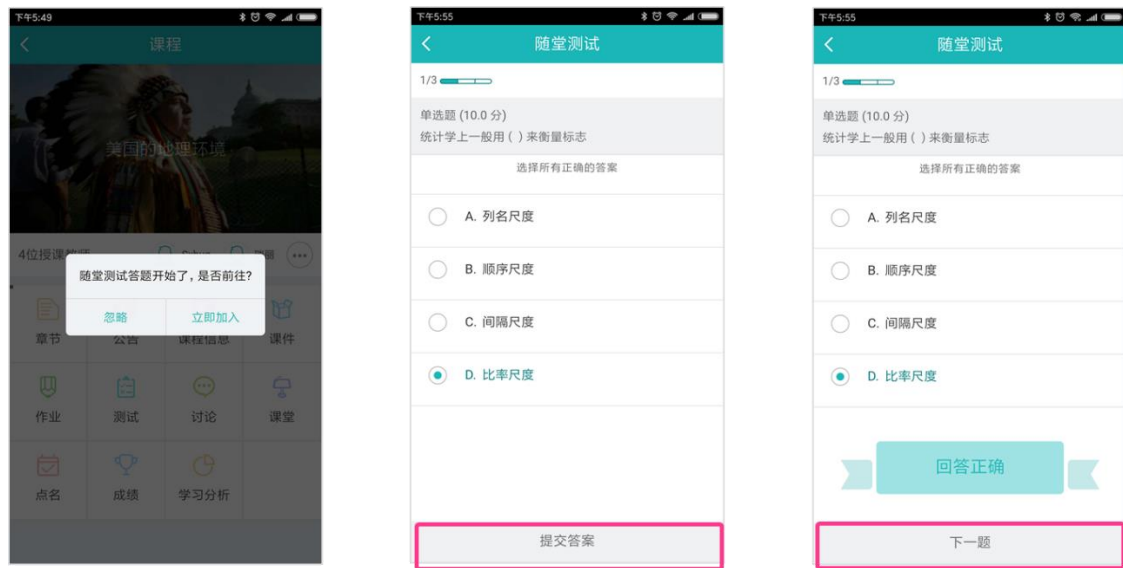 下午5:49
课程
美国的地理环境
4位授课教师
随堂测试答题开始了，是否前往?
忽略
立即加入
章节
公告
课程信息
课件
作业
测试
讨论
课堂
点名
成绩
学习分析
下午5:55
随堂测试
1/3
单选题 (10.0 分)
统计学上一般用 ( ) 来衡量标志
选择所有正确的答案
A. 列名尺度
B. 顺序尺度
C. 间隔尺度
D. 比率尺度
提交答案
下午5:55
随堂测试
1/3
单选题 (10.0 分)
统计学上一般用 ( ) 来衡量标志
选择所有正确的答案
A. 列名尺度
B. 顺序尺度
C. 间隔尺度
D. 比率尺度
回答正确
下一题